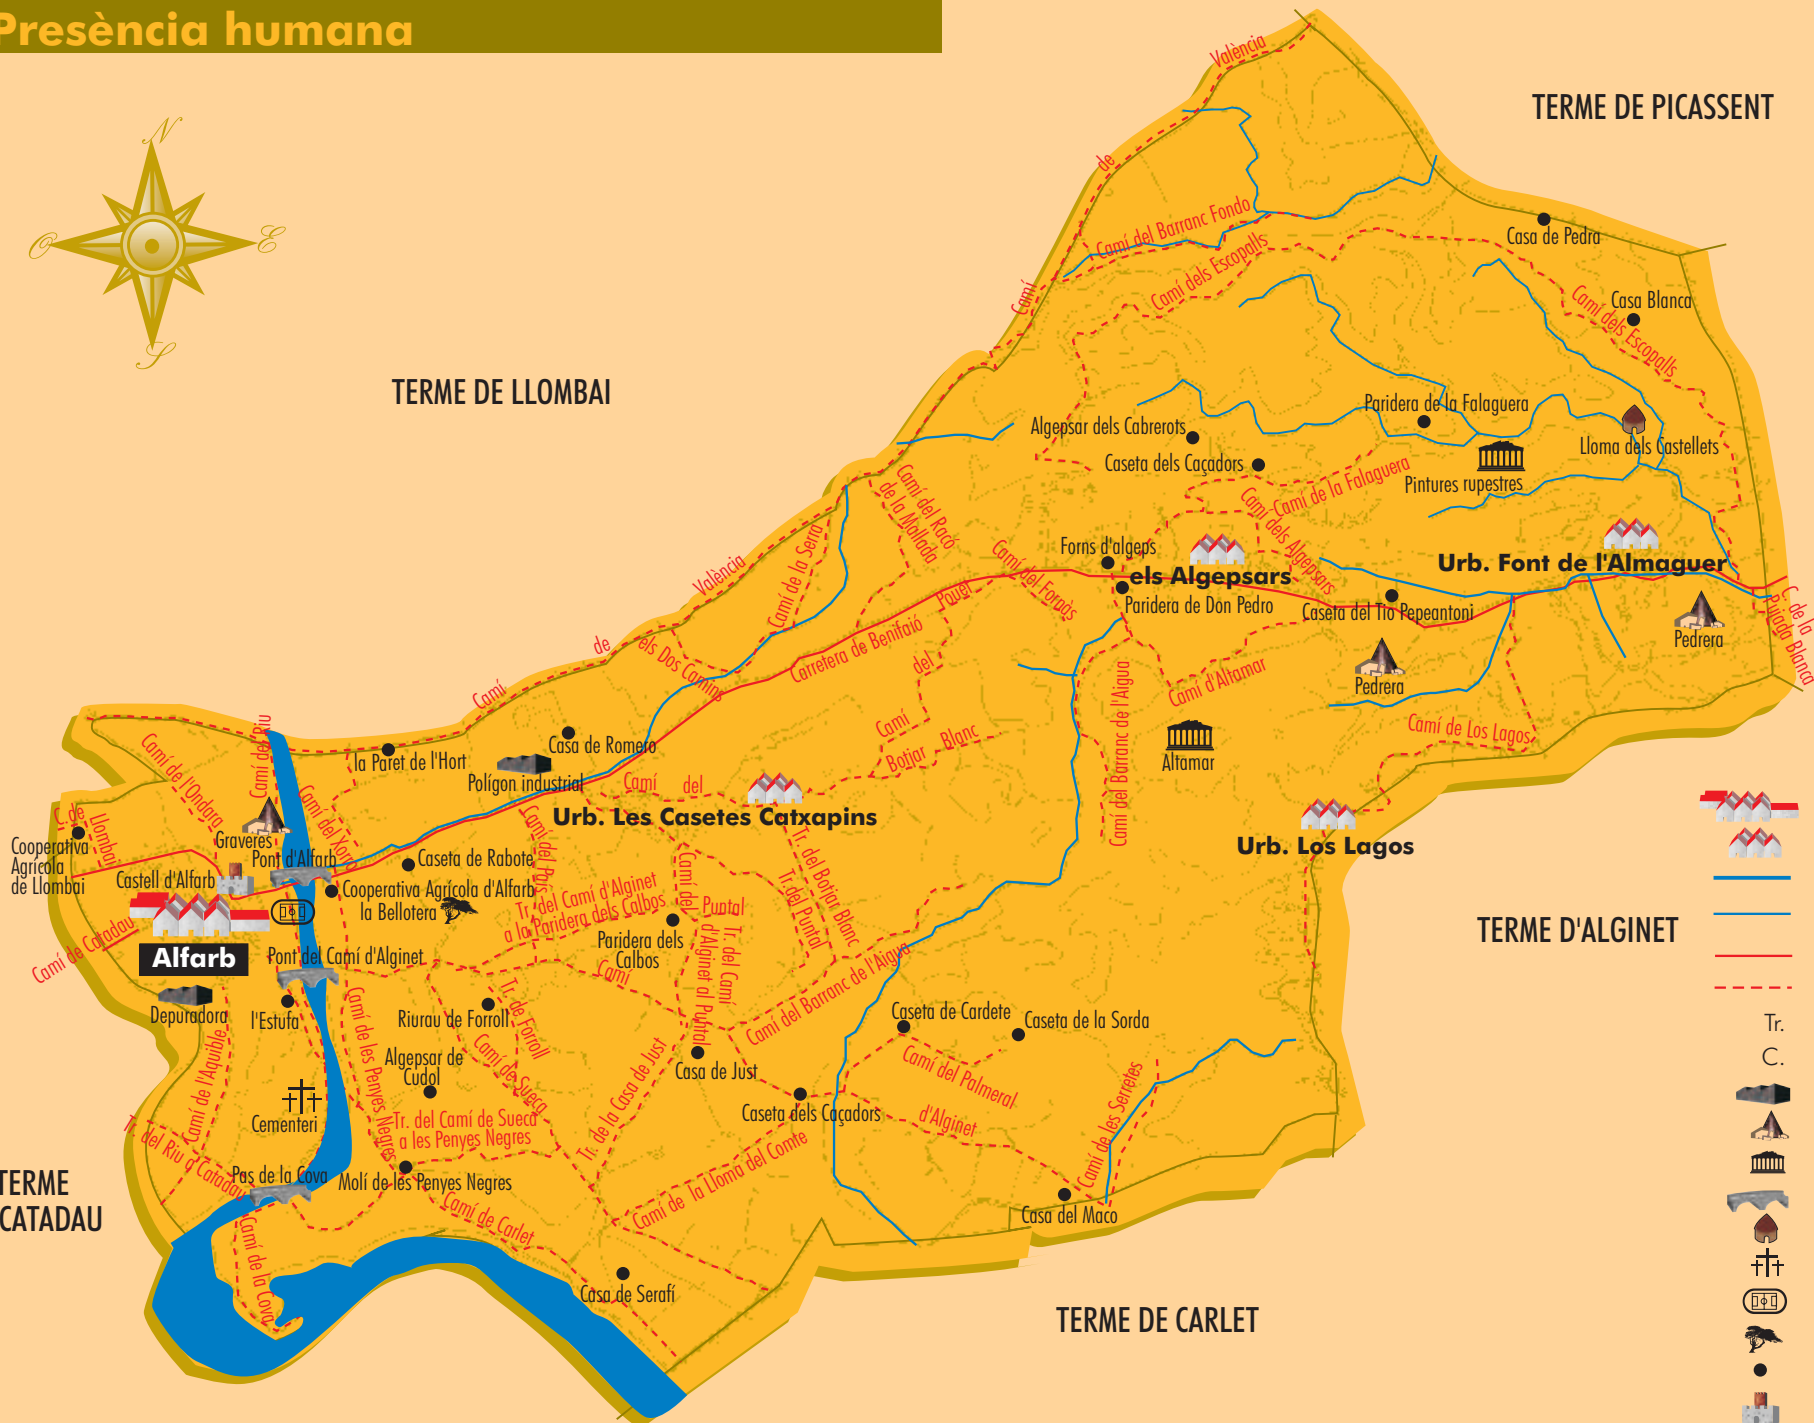 Presència humana
N
O
E
S
TERME DE PICASSENT
TERME DE LLOMBAI
TERME D'ALGINET
TERME DE CARLET
TERME
CATADAU
València
de
Camí
Camí del Barranc Fondo
Camí dels Escopalls
Casa de Pedra
Casa Blanca
Camí dels Escopalls
Paridera de la Falaguera
Lloma dels Castellets
Algepsar dels Cabrerots
Caseta dels Caçadors
Camí de la Falaguera
Pintures rupestres
Camí dels Algepsars
Camí del Racó
de la Mallada
Forns d'algeps
els Algepsars
Paridera de Don Pedro
Caseta del Tio Pepeantoni
Urb. Font de l'Almaguer
C. de la
Pujada Blanca
Pedrera
Pedrera
Camí del Fornàs
València
de
Camí
Camí de la Serra
els Dos Camins
Carretera de Benifaió
Pouet
del
Camí
Camí d'Altamar
Camí del Barranc de l'Aigua
Altamar
Camí de Los Lagos
Urb. Los Lagos
Camí del Riu
Camí de l'Ondara
la Paret de l'Hort
Casa de Romero
Polígon industrial
Camí del
Botjar Blanc
Urb. Les Casetes Catxapins
C. de
Llombai
Cooperativa
Agrícola
de Llombai
Graveres
Camí del Xorro
Pont d'Alfarb
Castell d'Alfarb
Caseta de Rabote
Cooperativa Agrícola d'Alfarb
la Bellotera
Camí del Pais
Tr. del Camí d'Alginet
a la Paridera dels Calbos
Camí del
Puntal
Tr. del Botjar Blanc
Tr. del Puntal
Paridera dels
Calbos
Camí de Catadau
Alfarb
Pont del Camí d'Alginet
Camí
Tr. del Camí
d'Alginet al Puntal
Camí del Barranc de l'Aigua
Depuradora
l'Estufa
Riurau de Forroll
Tr. de Forroll
Caseta de Cardete
Caseta de la Sorda
Camí de l'Aquible
Camí de les Penyes Negres
Algepsar de
Cudol
Camí de Sueca
Casa de Just
Tr. de la Casa de Just
Camí del Palmeral
Caseta dels Caçadors
d'Alginet
Camí de les Serretes
Cementeri
Tr. del Camí de Sueca
a les Penyes Negres
Tr. del Riu a Catadau
Pas de la Cova
Molí de les Penyes Negres
Camí de la Lloma del Comte
Casa del Maco
Camí de Carlet
Camí de la Cova
Casa de Serafí
Tr.
C.